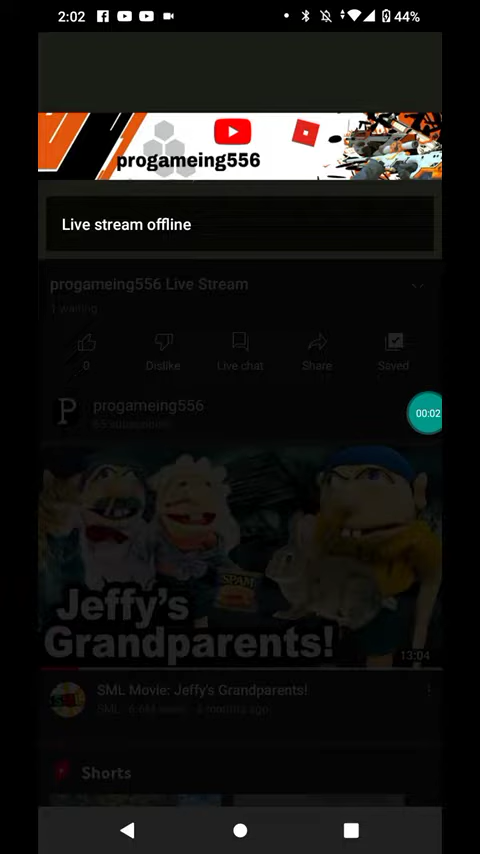 2:02
44%
progameing556
Live stream offline
progameing556 Live Stream
1 waiting
0
Dislike
Live chat
Share
Saved
P
progameing556
00:02
SPAM
Jeffy's
Grandparents!
13:04
SML Movie: Jeffy's Grandparents!
Shorts